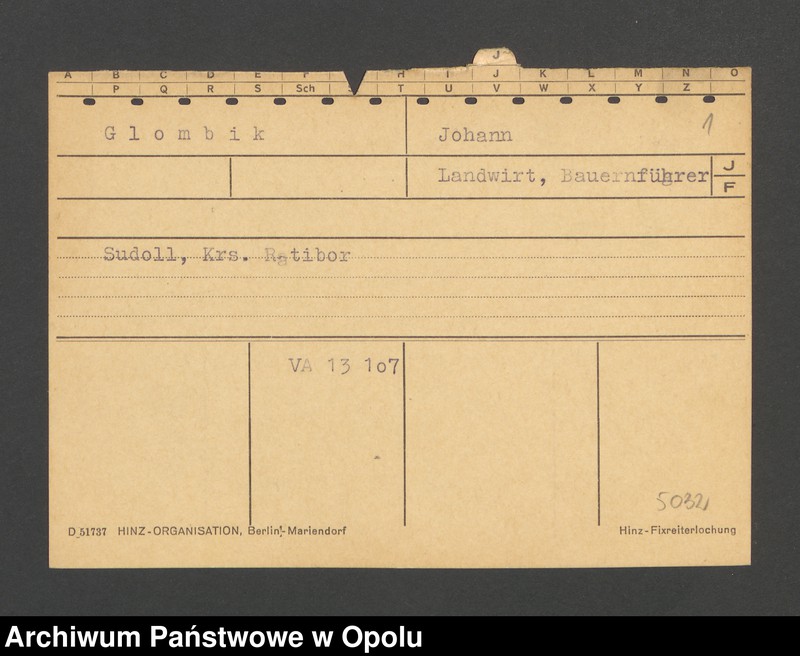 J
A B C D E F H I J K L M N O
P Q R S Sch T U V W X Y Z
Glombik Johann 1
Landwirt, Bauernführer J
F
Sudoll, Krs. Ratibor
VA 13 1o7
5032
D 51737 HINZ-ORGANISATION, Berlin-Mariendorf Hinz-Fixreiterlochung
Archiwum Państwowe w Opolu